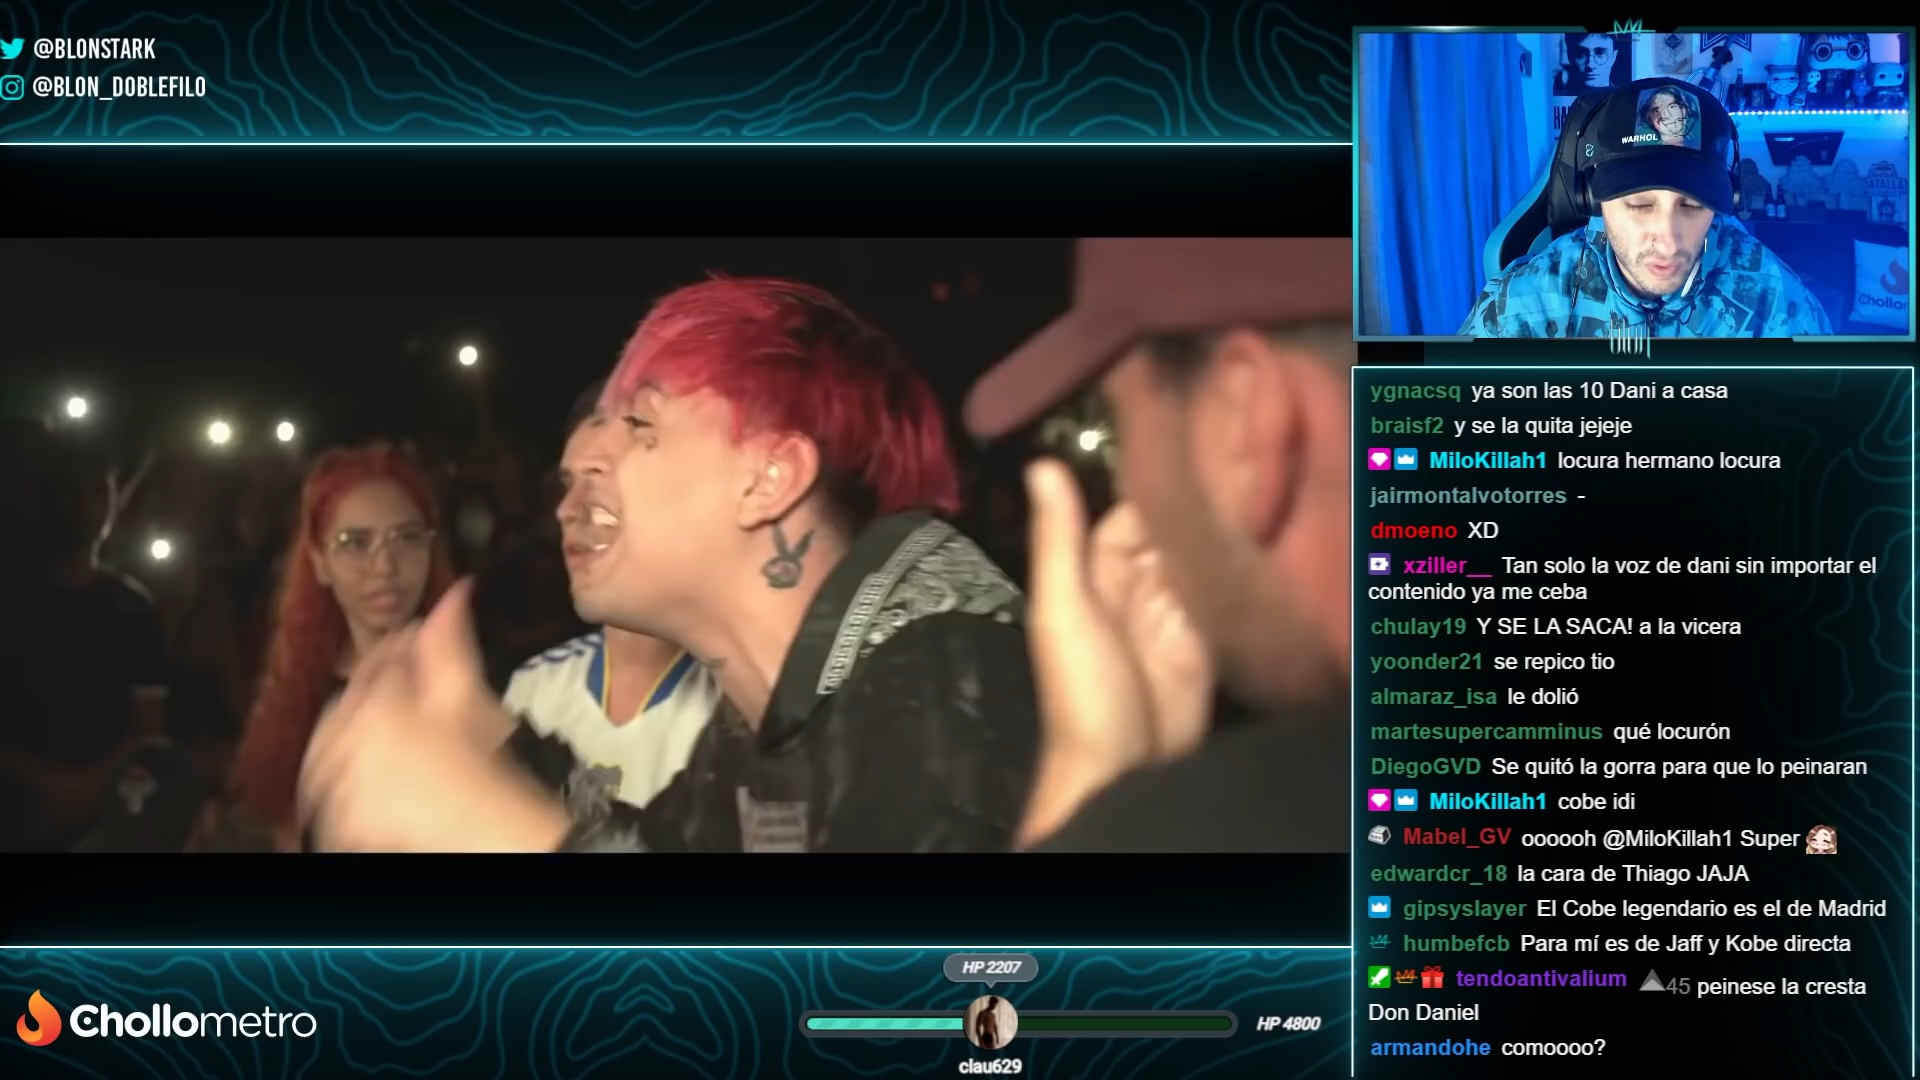 @BLONSTARK
@BLON_DOBLEFILO
WARHOL
ygnacsq ya son las 10 Dani a casa
braisf2 y se la quita jejeje
MiloKillah1 locura hermano locura
jairmontalvotorres -
dmoeno XD
xziller__ Tan solo la voz de dani sin importar el
contenido ya me ceba
chulay19 Y SE LA SACA! a la vicera
yoonder21 se repico tio
almaraz_isa le dolió
martesupercamminus qué locurón
DiegoGVD Se quitó la gorra para que lo peinaran
MiloKillah1 cobe idi
Mabel_GV oooooh @MiloKillah1 Super
edwardcr_18 la cara de Thiago JAJA
gipsyslayer El Cobe legendario es el de Madrid
humbefcb Para mí es de Jaff y Kobe directa
tendoantivalium 45 peinese la cresta
Don Daniel
armandohe comoooo?
HP 2207
HP 4800
clau629
Chollometro